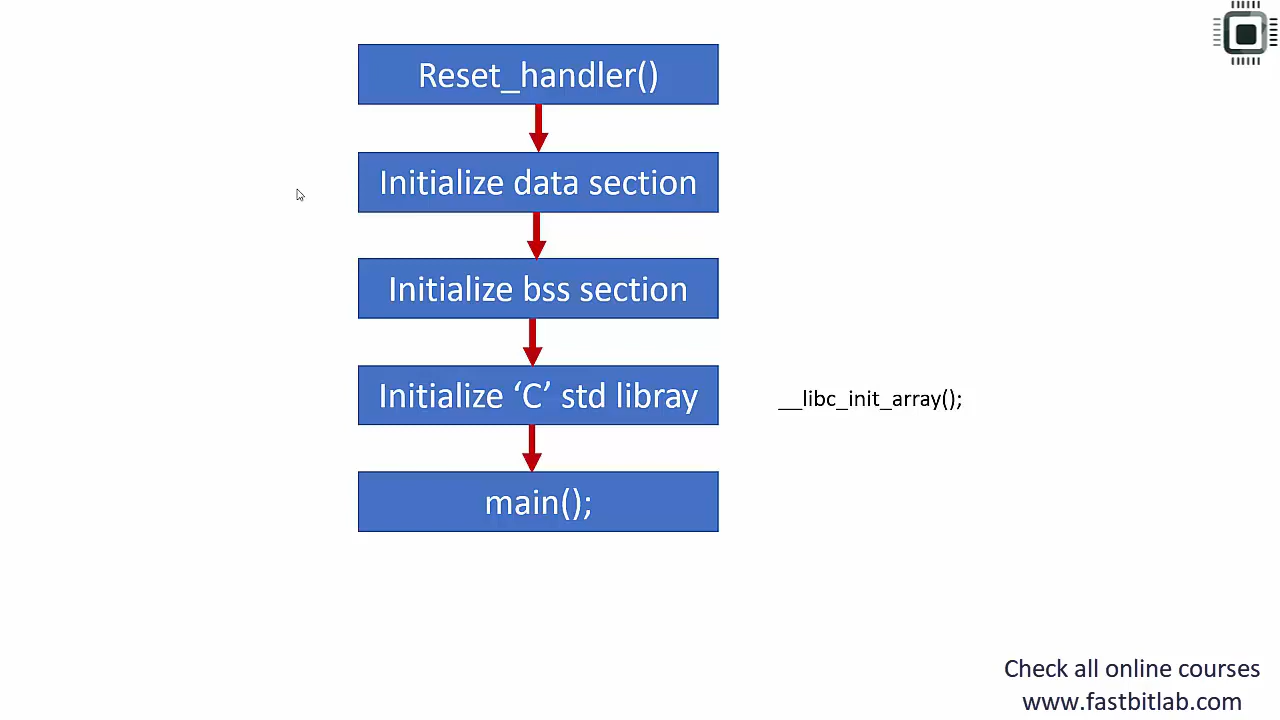 Reset_handler()
Initialize data section
Initialize bss section
Initialize ‘C’ std libray
__libc_init_array();
main();
Check all online courses
www.fastbitlab.com